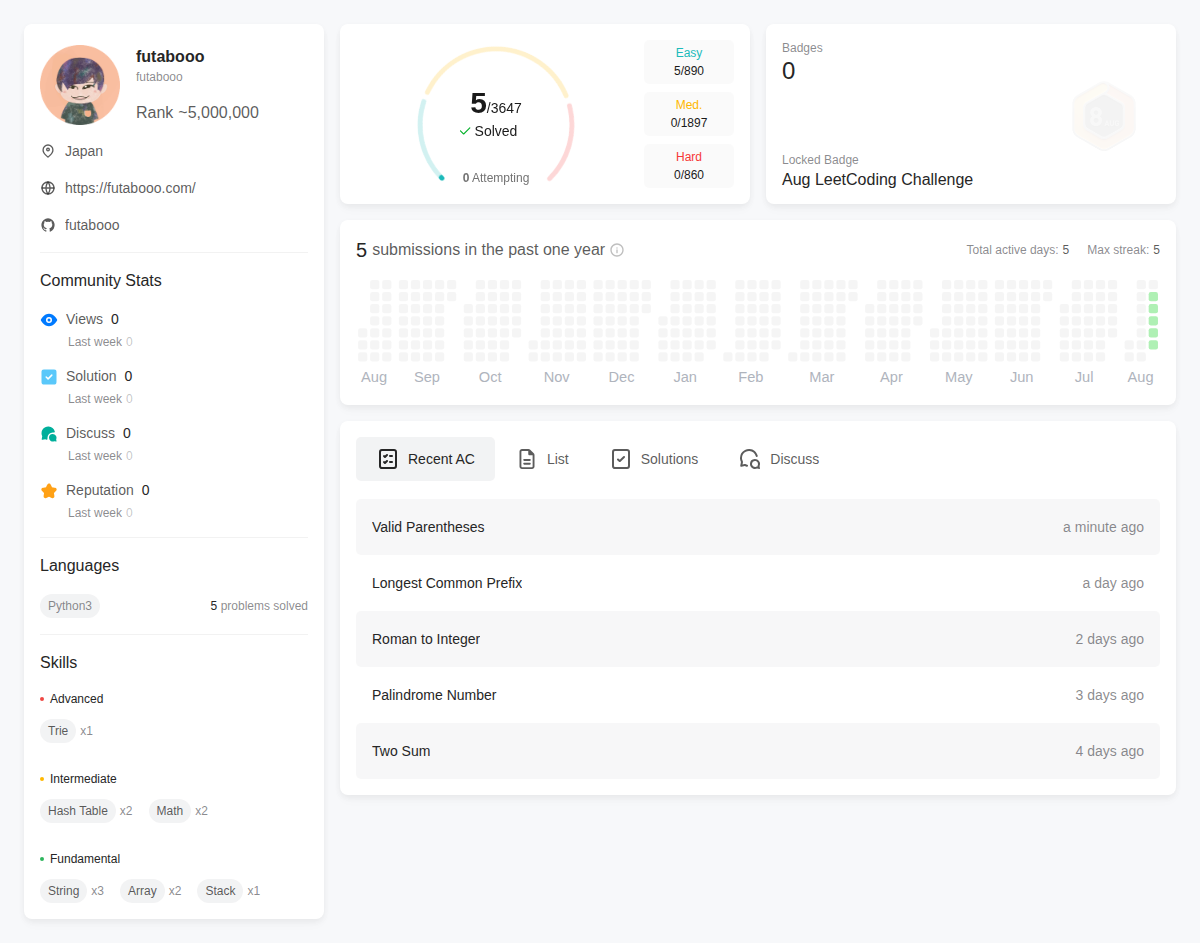 futabooo
futabooo
Rank ~5,000,000
Japan
https://futabooo.com/
futabooo
Community Stats
Views 0
Last week 0
Solution 0
Last week 0
Discuss 0
Last week 0
Reputation 0
Last week 0
Languages
Python3 5 problems solved
Skills
Advanced
Trie x1
Intermediate
Hash Table x2 Math x2
Fundamental
String x3 Array x2 Stack x1
5/3647
Solved
0 Attempting
Easy
5/890
Med.
0/1897
Hard
0/860
Badges
0
Locked Badge
Aug LeetCoding Challenge
5 submissions in the past one year
Total active days: 5 Max streak: 5
Aug Sep Oct Nov Dec Jan Feb Mar Apr May Jun Jul Aug
Recent AC List Solutions Discuss
Valid Parentheses a minute ago
Longest Common Prefix a day ago
Roman to Integer 2 days ago
Palindrome Number 3 days ago
Two Sum 4 days ago